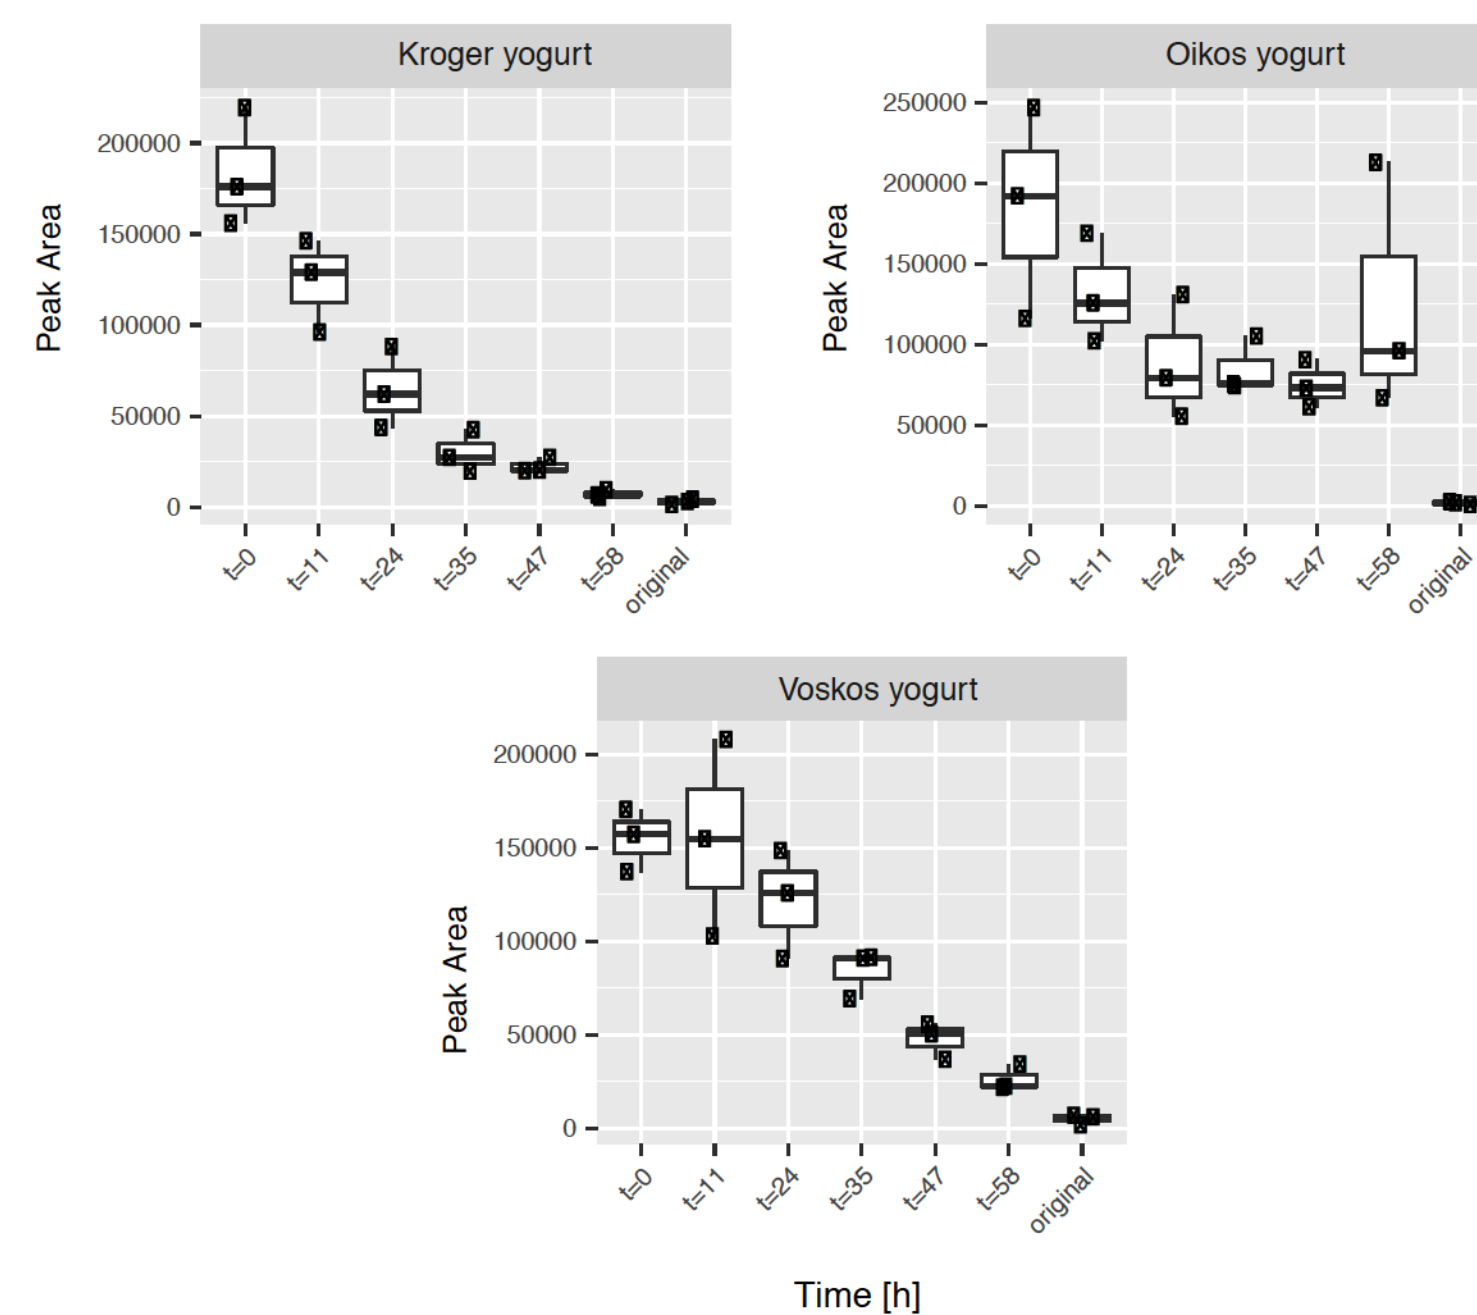 Kroger yogurt
Oikos yogurt
Peak Area
200000
150000
100000
50000
0
t=0
t=11
t=24
t=35
t=47
t=58
original
Peak Area
250000
200000
150000
100000
50000
0
t=0
t=11
t=24
t=35
t=47
t=58
original
Voskos yogurt
Peak Area
200000
150000
100000
50000
0
t=0
t=11
t=24
t=35
t=47
t=58
original
Time [h]